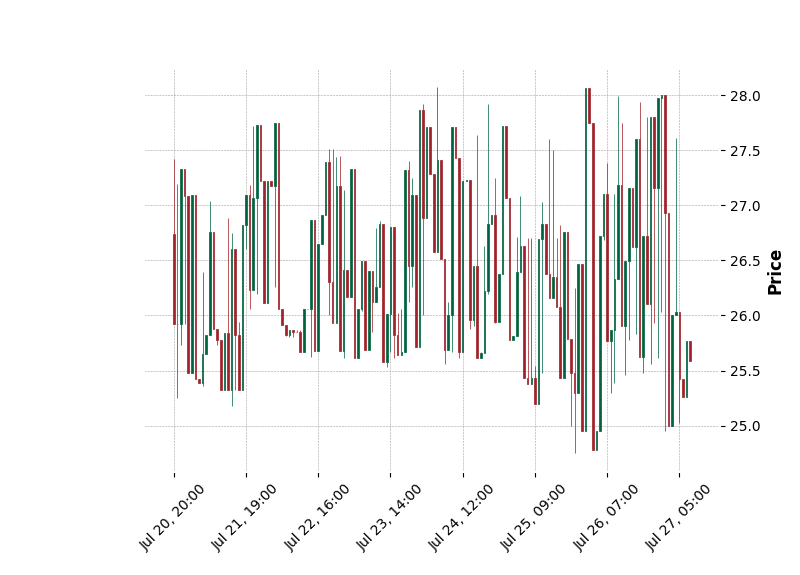 28.0
27.5
27.0
26.5
26.0
25.5
25.0
Price
Jul 20, 20:00
Jul 21, 19:00
Jul 22, 16:00
Jul 23, 14:00
Jul 24, 12:00
Jul 25, 09:00
Jul 26, 07:00
Jul 27, 05:00